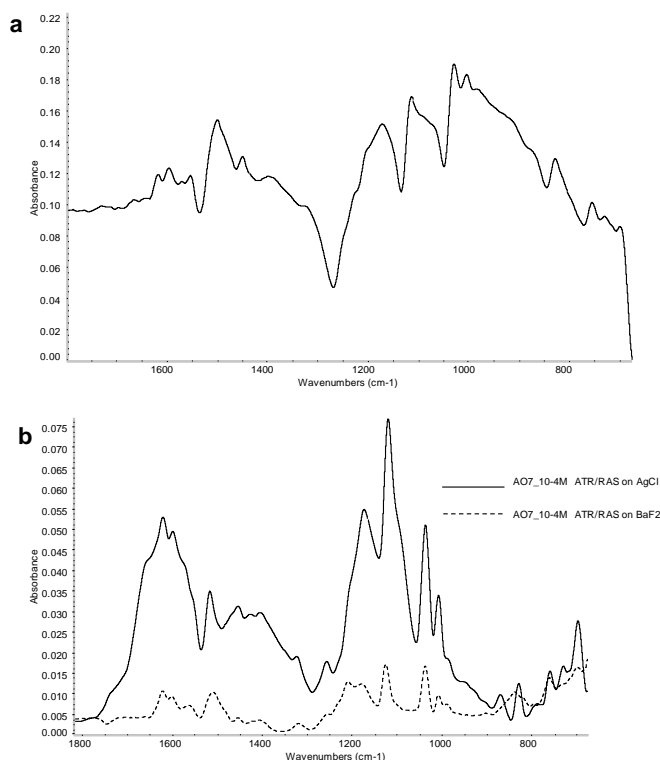 a
0.22
0.20
0.18
0.16
0.14
0.12
0.10
0.08
0.06
0.04
0.02
0.00
Absorbance
1600 1400 1200 1000 800
Wavenumbers (cm-1)
b
0.075
0.070
0.065
0.060
0.055
0.050
0.045
0.040
0.035
0.030
0.025
0.020
0.015
0.010
0.005
0.000
Absorbance
AO7_10-4M ATR/RAS on AgCl
AO7_10-4M ATR/RAS on BaF2
1800 1600 1400 1200 1000 800
Wavenumbers (cm-1)